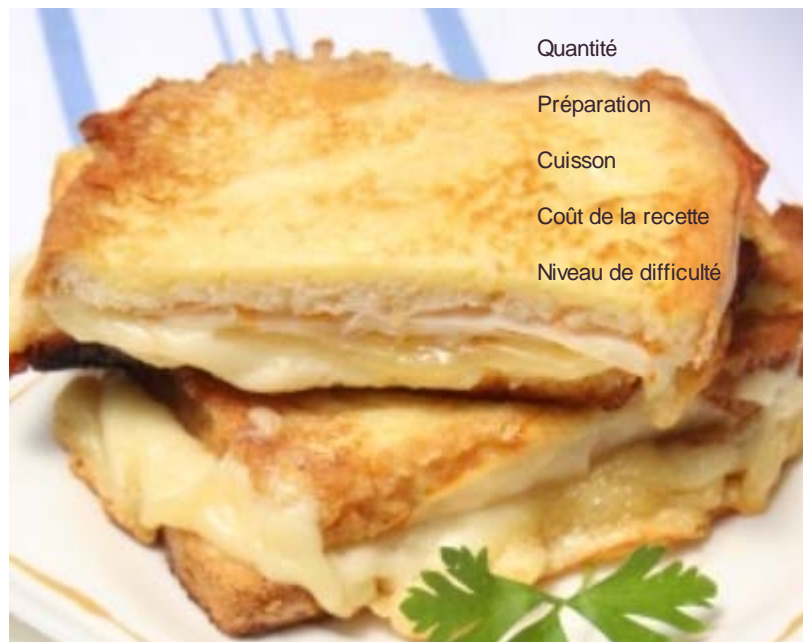 Quantité
Préparation
Cuisson
Coût de la recette
Niveau de difficulté